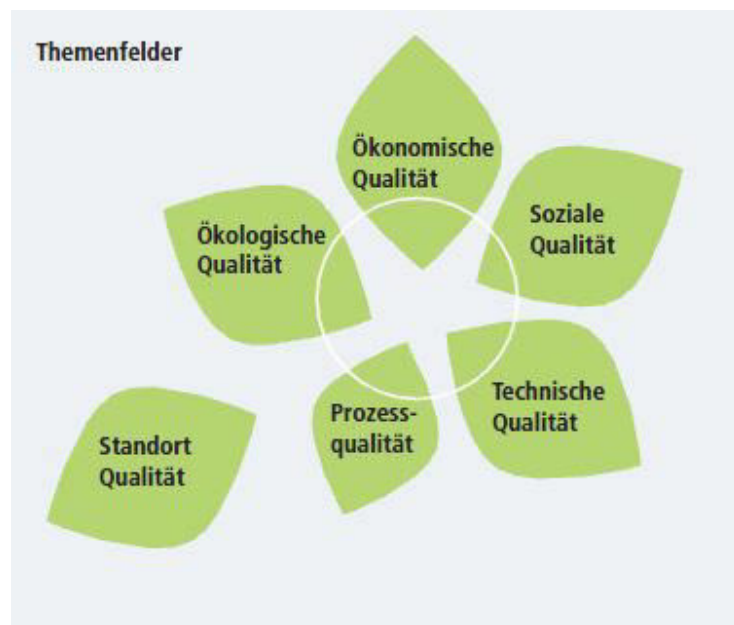 Themenfelder
Ökonomische
Qualität
Soziale
Qualität
Ökologische
Qualität
Technische
Qualität
Prozess-
qualität
Standort
Qualität